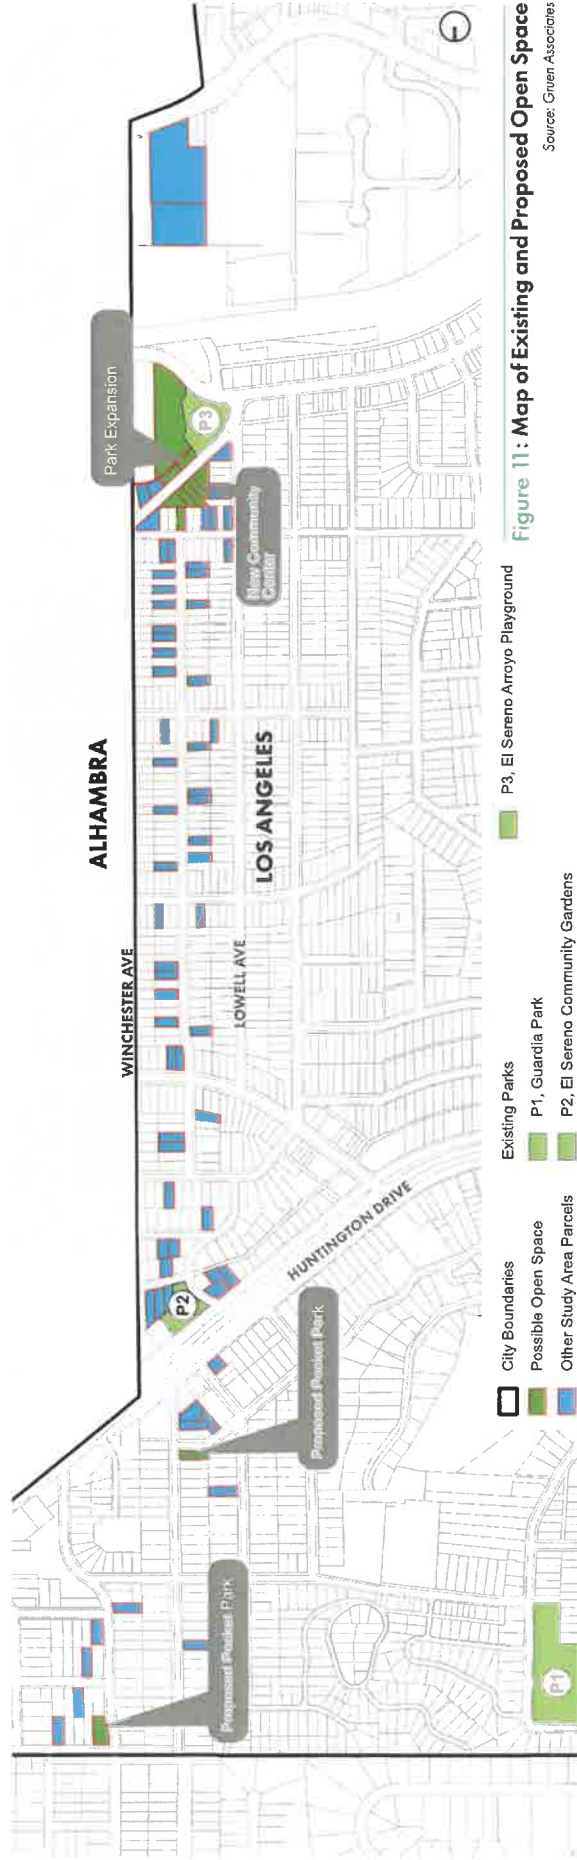 Park Expansion
New Community
Center
ALHAMBRA
LOS ANGELES
WINCHESTER AVE
LOWELL AVE
HUNTINGTON DRIVE
Proposed Pocket Park
Proposed Pocket Park
P3
P2
P1
City Boundaries
Possible Open Space
Other Study Area Parcels
Existing Parks
P1, Guardia Park
P2, El Sereno Community Gardens
P3, El Sereno Arroyo Playground
Figure 11: Map of Existing and Proposed Open Space
Source: Gruen Associates